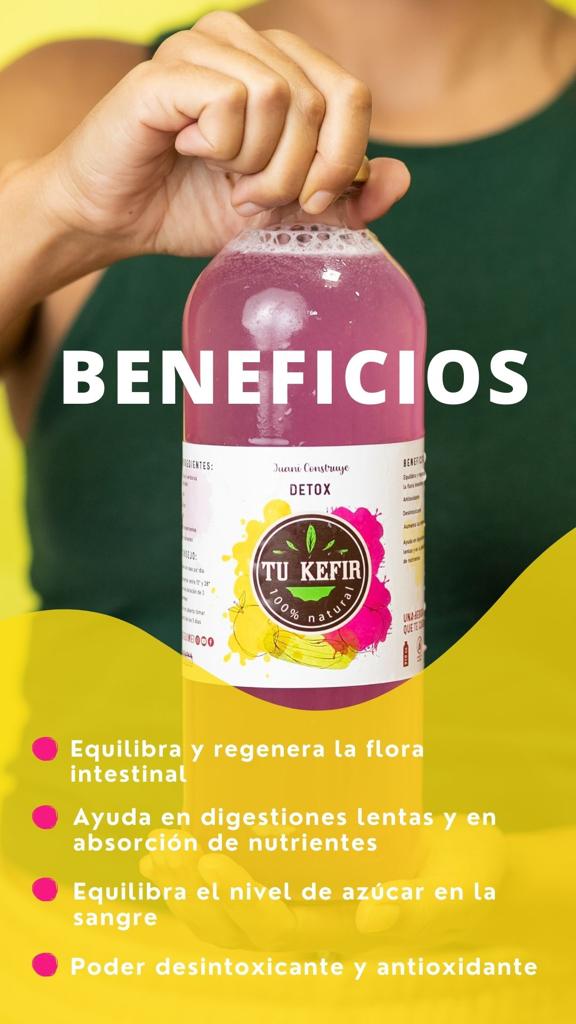 BENEFICIOS
Juani Construye
DETOX
TU KEFIR
100% natural
Equilibra y regenera la flora
intestinal
Ayuda en digestiones lentas y en
absorción de nutrientes
Equilibra el nivel de azúcar en la
sangre
Poder desintoxicante y antioxidante